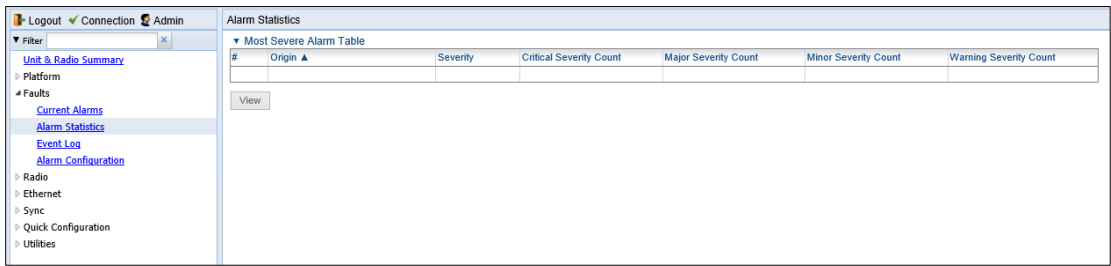 Logout Connection Admin
Filter
Unit & Radio Summary
Platform
Faults
Current Alarms
Alarm Statistics
Event Log
Alarm Configuration
Radio
Ethernet
Sync
Quick Configuration
Utilities
Alarm Statistics
Most Severe Alarm Table
# Origin ▲ Severity Critical Severity Count Major Severity Count Minor Severity Count Warning Severity Count
View